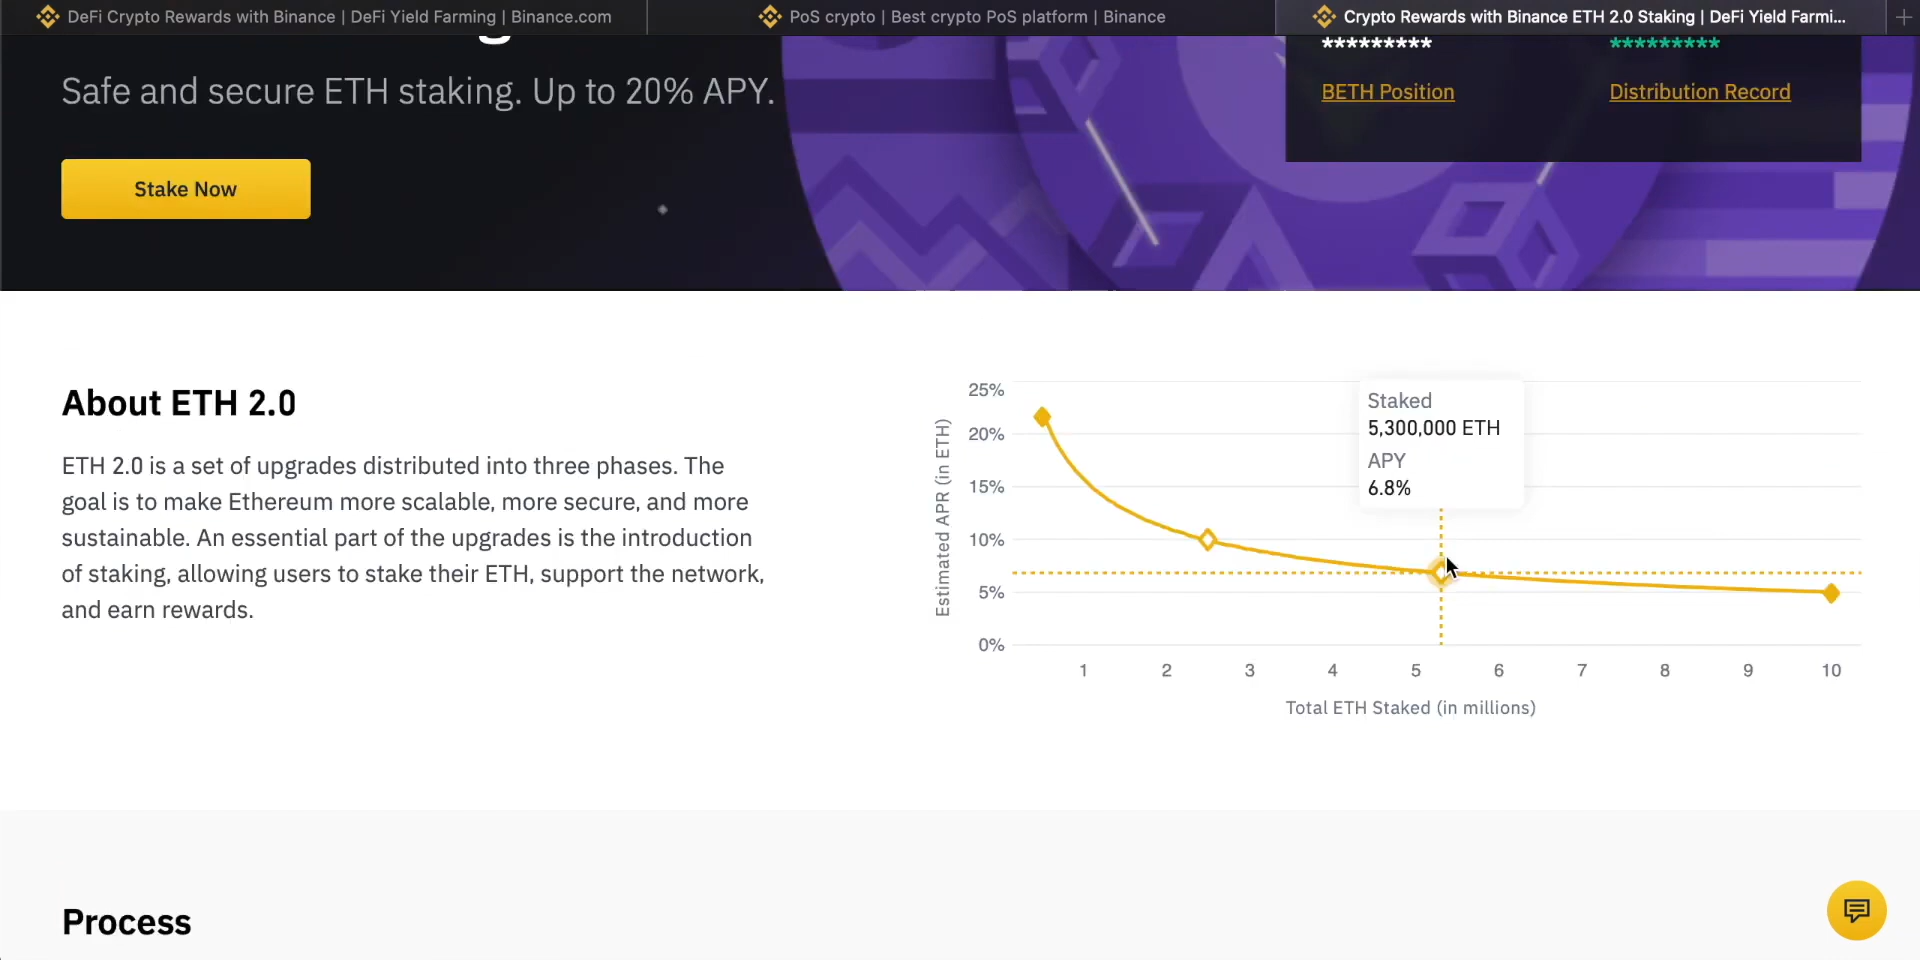 DeFi Crypto Rewards with Binance | DeFi Yield Farming | Binance.com
PoS crypto | Best crypto PoS platform | Binance
Crypto Rewards with Binance ETH 2.0 Staking | DeFi Yield Farmi...
*********
*********
Safe and secure ETH staking. Up to 20% APY.
BETH Position
Distribution Record
Stake Now
About ETH 2.0
ETH 2.0 is a set of upgrades distributed into three phases. The
goal is to make Ethereum more scalable, more secure, and more
sustainable. An essential part of the upgrades is the introduction
of staking, allowing users to stake their ETH, support the network,
and earn rewards.
Estimated APR (in ETH)
25%
20%
15%
10%
5%
0%
Staked
5,300,000 ETH
APY
6.8%
1 2 3 4 5 6 7 8 9 10
Total ETH Staked (in millions)
Process